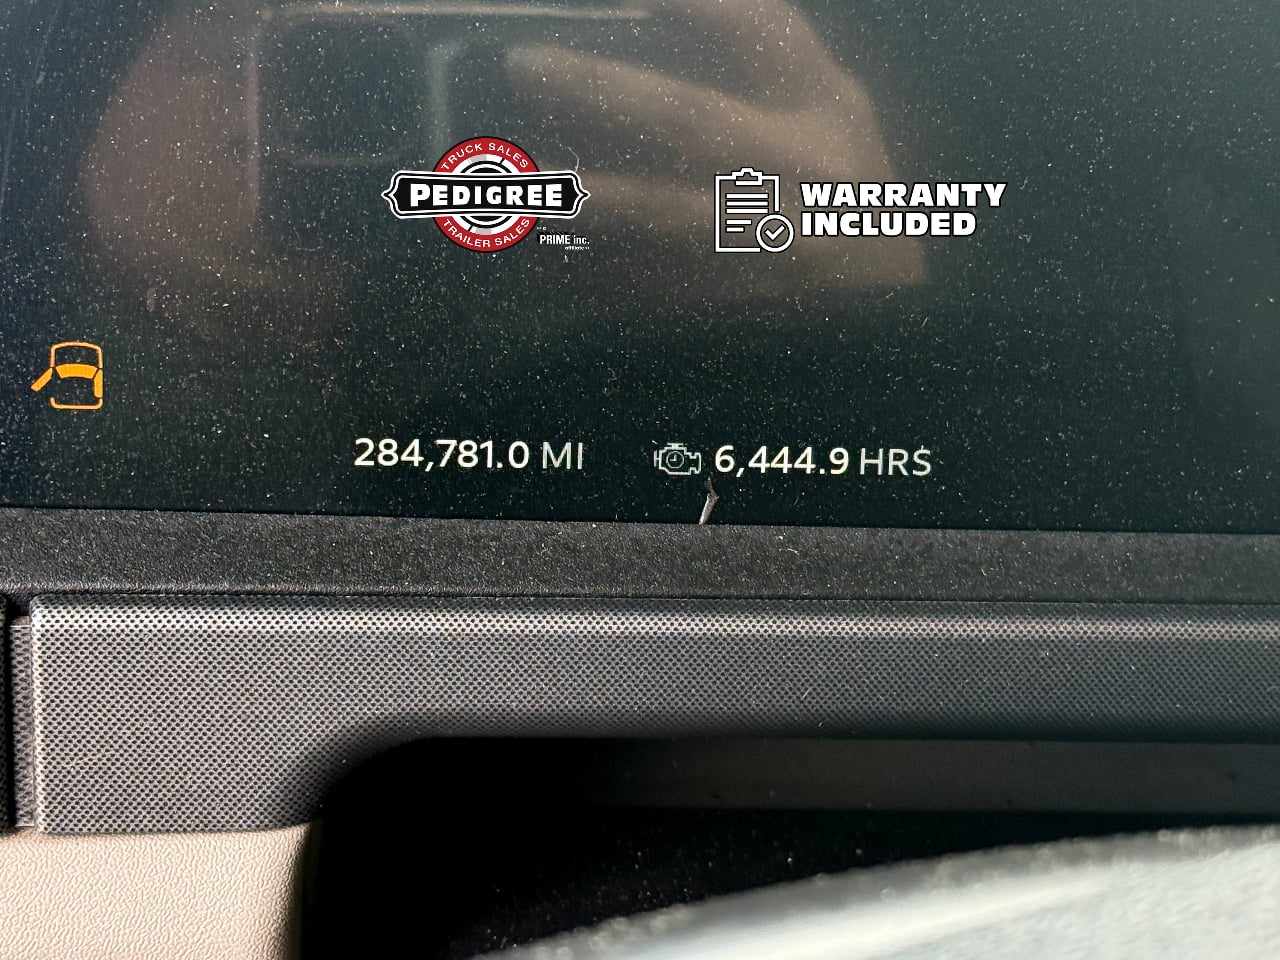 TRUCK SALES
PEDIGREE
TRAILER SALES
PRIME inc.
WARRANTY
INCLUDED
284,781.0 MI
6,444.9 HRS